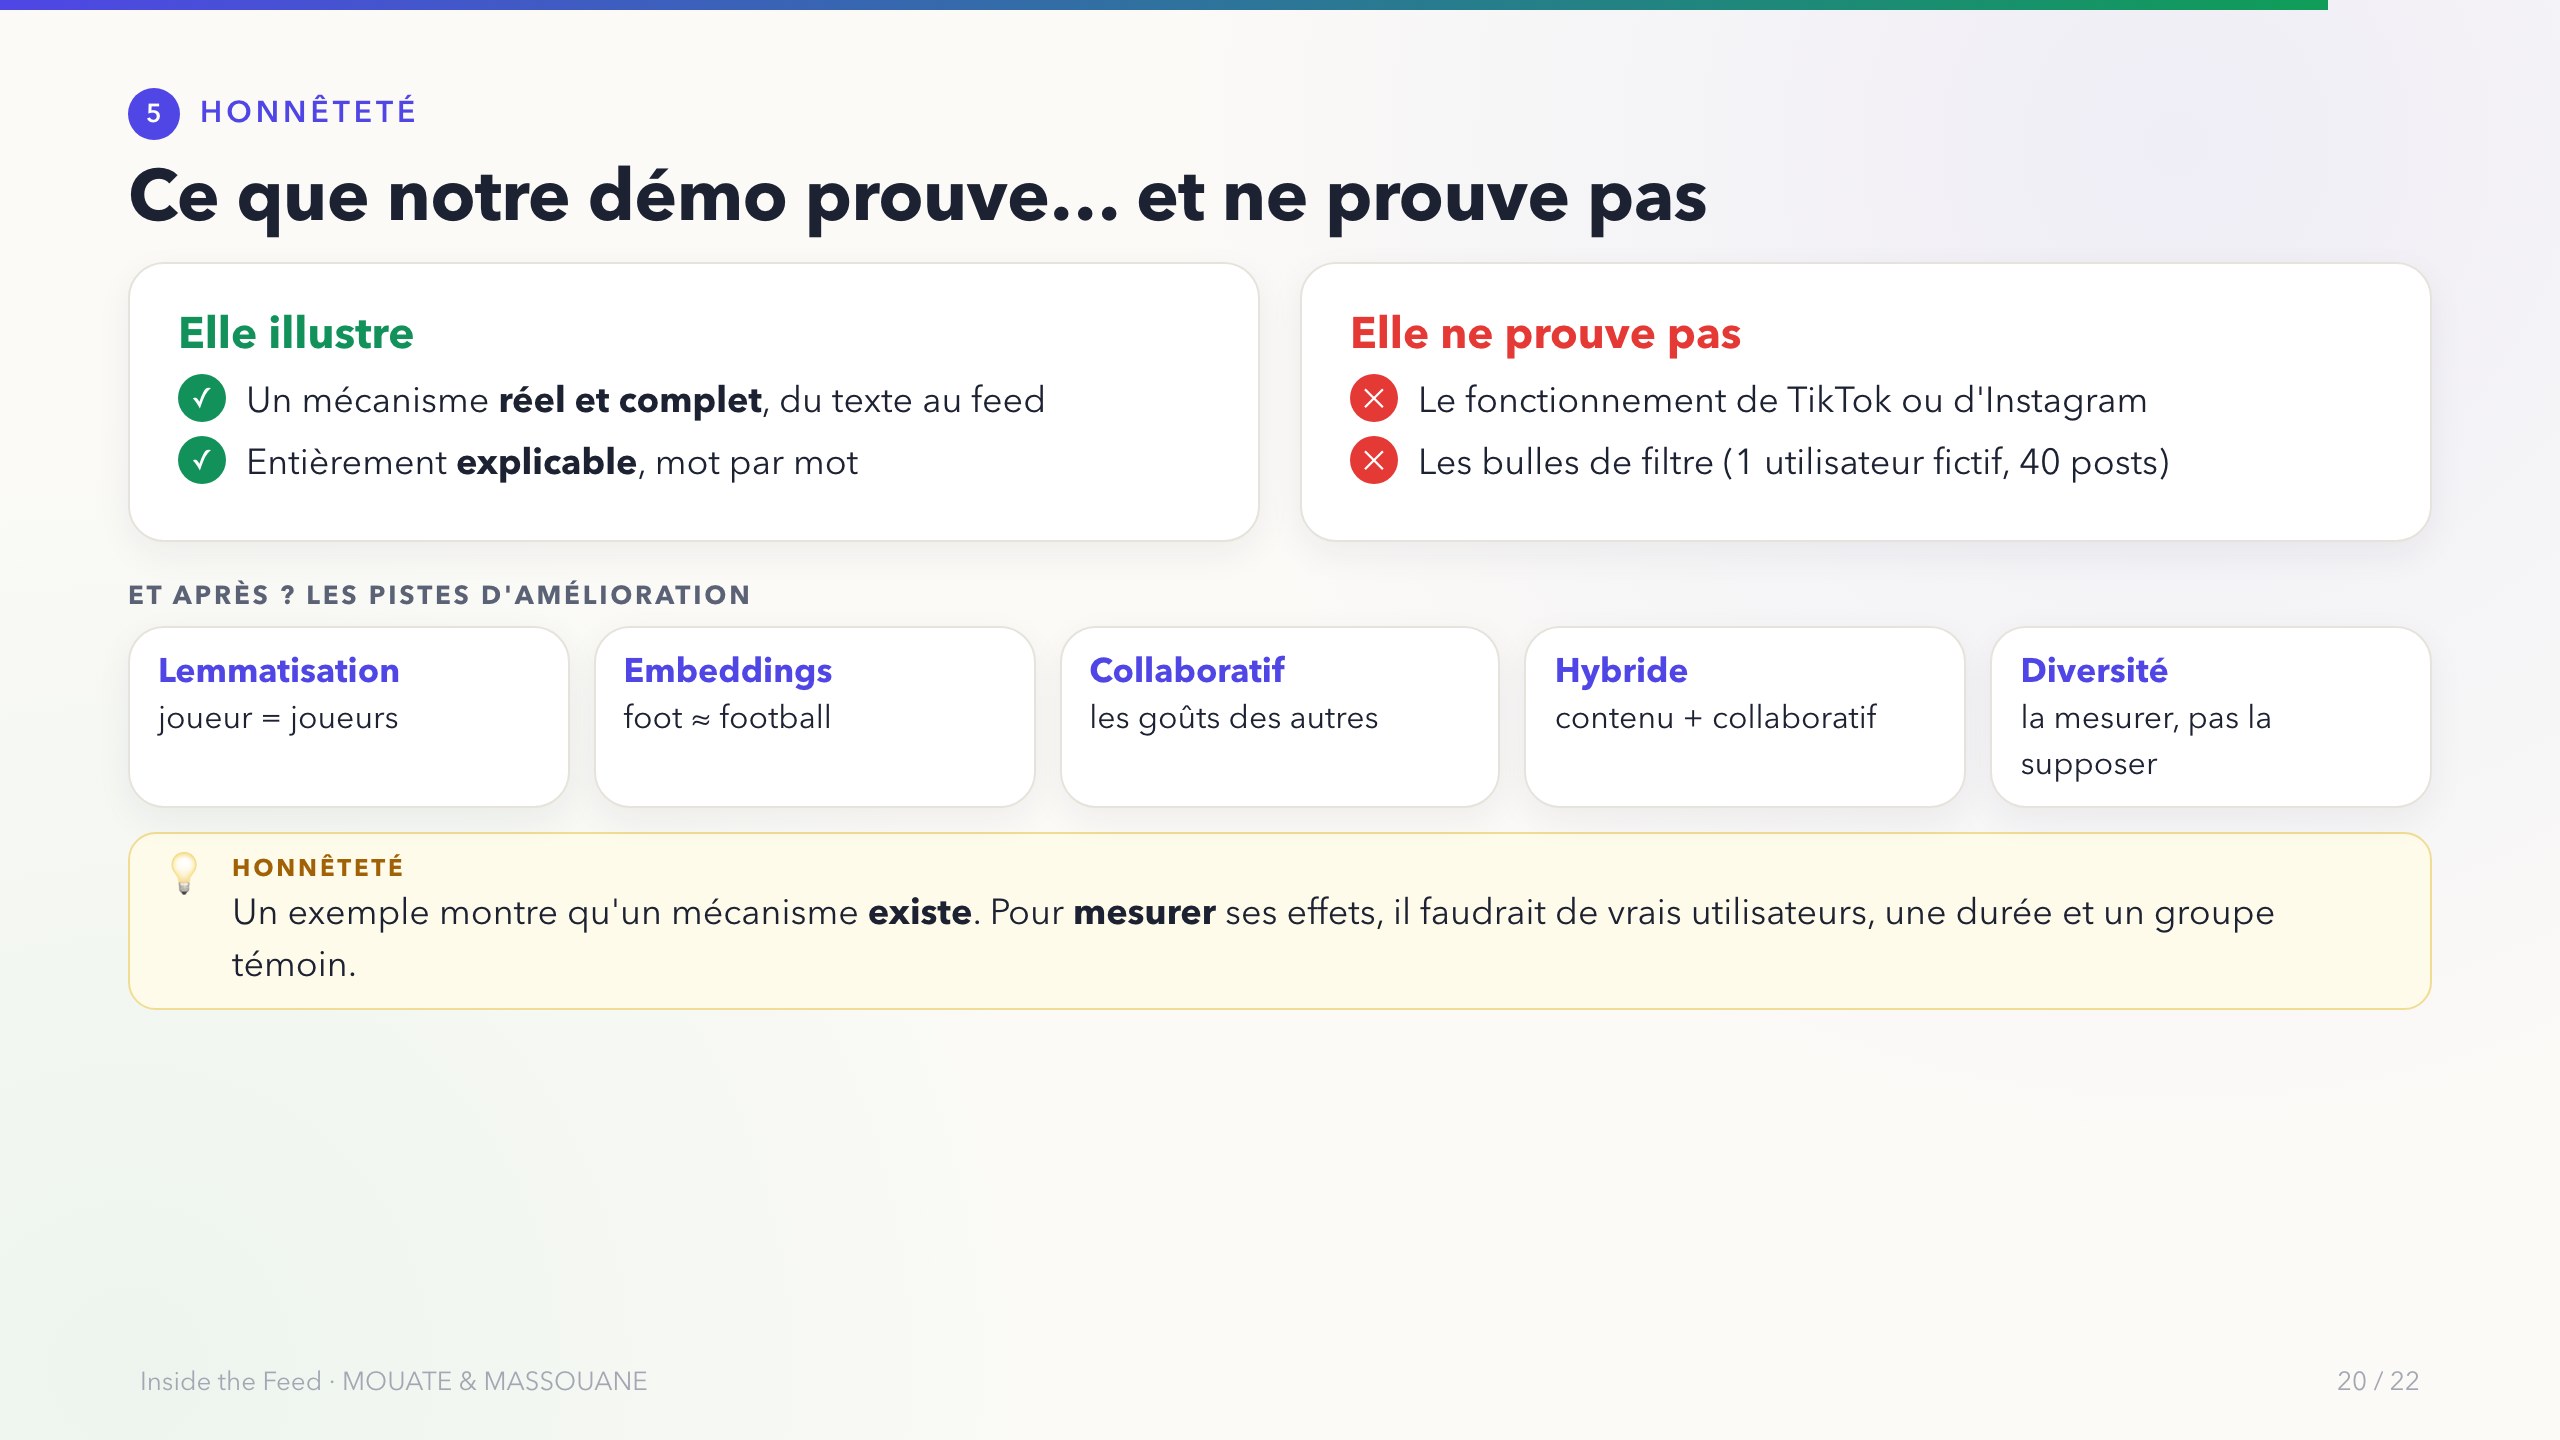 5 HONNÊTETÉ
Ce que notre démo prouve... et ne prouve pas
Elle illustre
✓ Un mécanisme réel et complet, du texte au feed
✓ Entièrement explicable, mot par mot
Elle ne prouve pas
✕ Le fonctionnement de TikTok ou d'Instagram
✕ Les bulles de filtre (1 utilisateur fictif, 40 posts)
ET APRÈS ? LES PISTES D'AMÉLIORATION
Lemmatisation
joueur = joueurs
Embeddings
foot ≈ football
Collaboratif
les goûts des autres
Hybride
contenu + collaboratif
Diversité
la mesurer, pas la
supposer
HONNÊTETÉ
Un exemple montre qu'un mécanisme existe. Pour mesurer ses effets, il faudrait de vrais utilisateurs, une durée et un groupe
témoin.
Inside the Feed · MOUATE & MASSOUANE
20 / 22